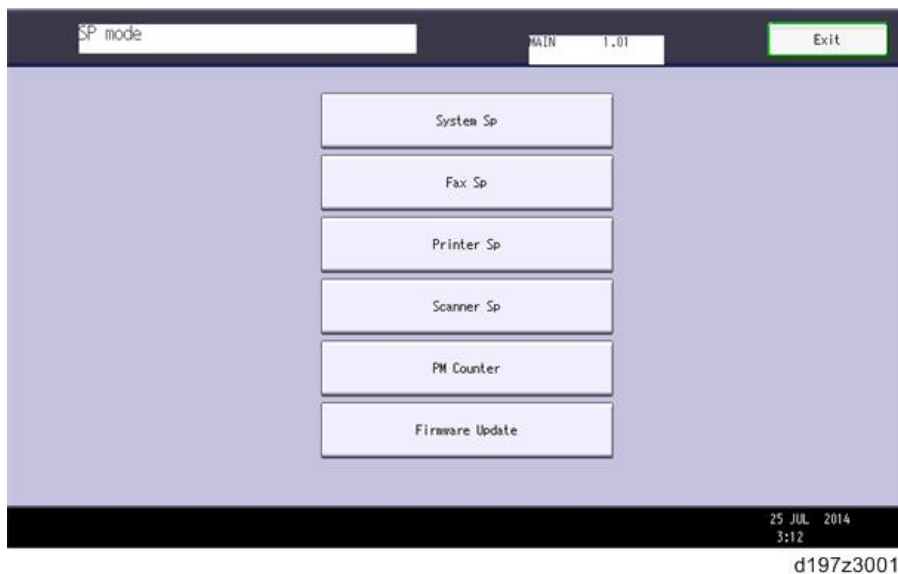 SP mode
MAIN 1.01
Exit
System Sp
Fax Sp
Printer Sp
Scanner Sp
PM Counter
Firmware Update
25 JUL 2014
3:12
d197z3001